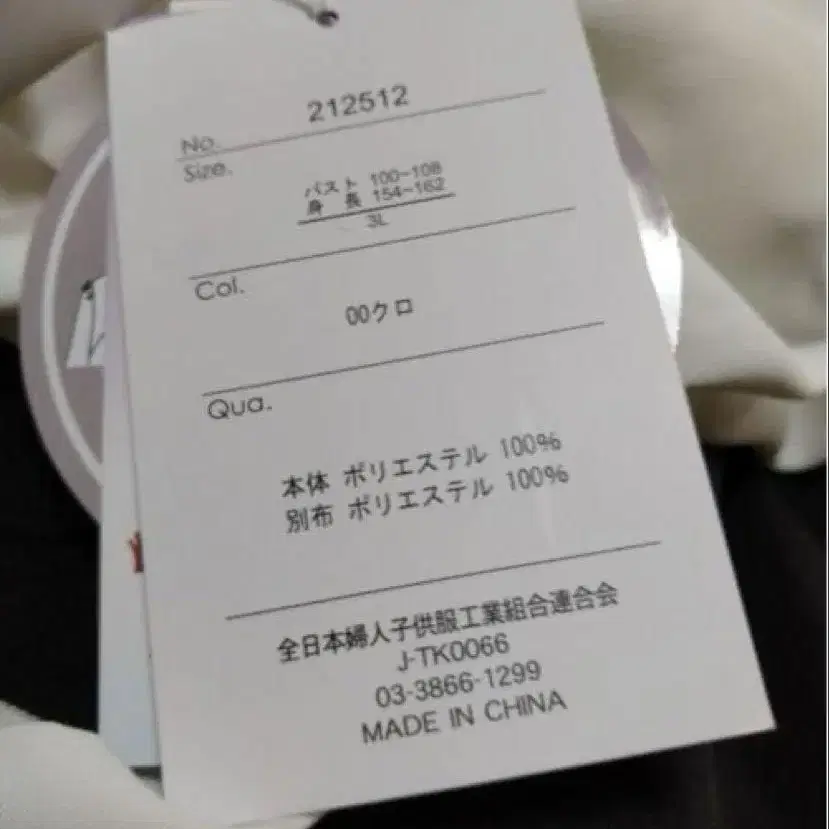 No. 212512
Size.
バスト 100~108
身長 154~162
3L
Col.
00クロ
Qua.
本体 ポリエステル 100%
別布 ポリエステル 100%
全日本婦人子供服工業組合連合会
J-TK0066
03-3866-1299
MADE IN CHINA